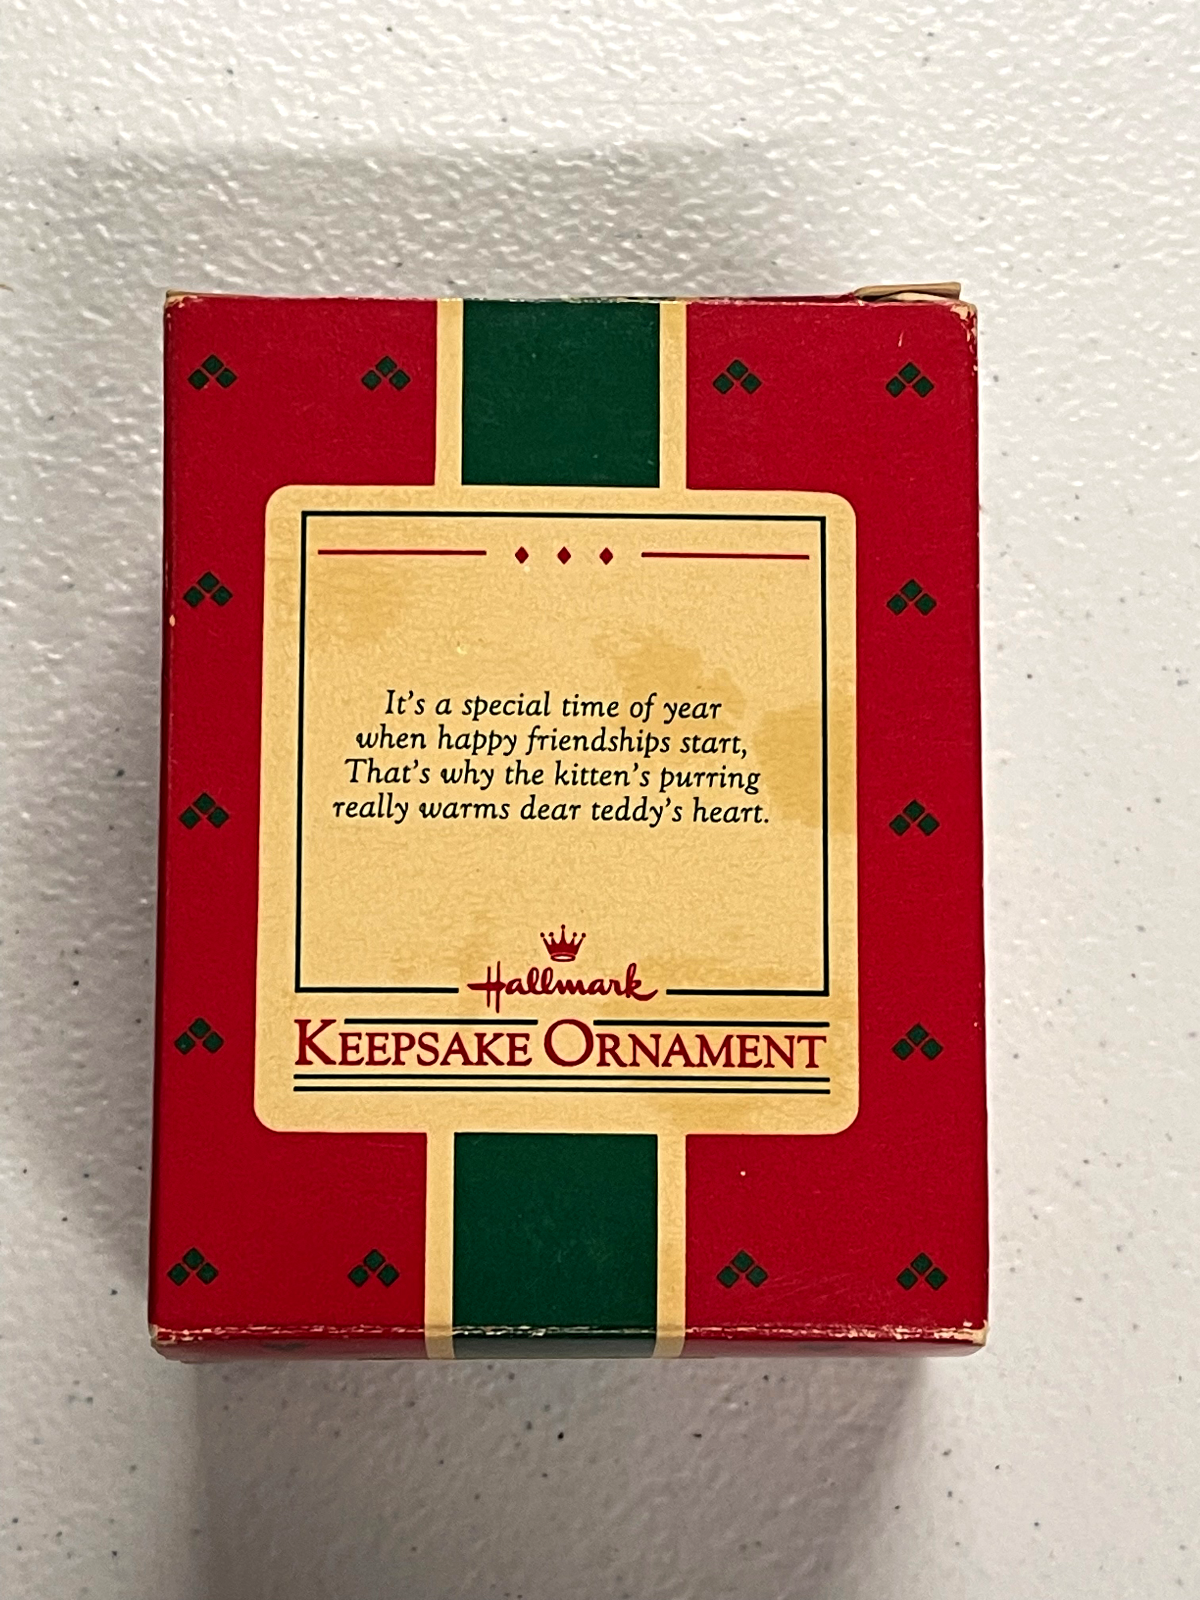 It's a special time of year
when happy friendships start,
That's why the kitten's purring
really warms dear teddy's heart.
Hallmark
KEEPSAKE ORNAMENT